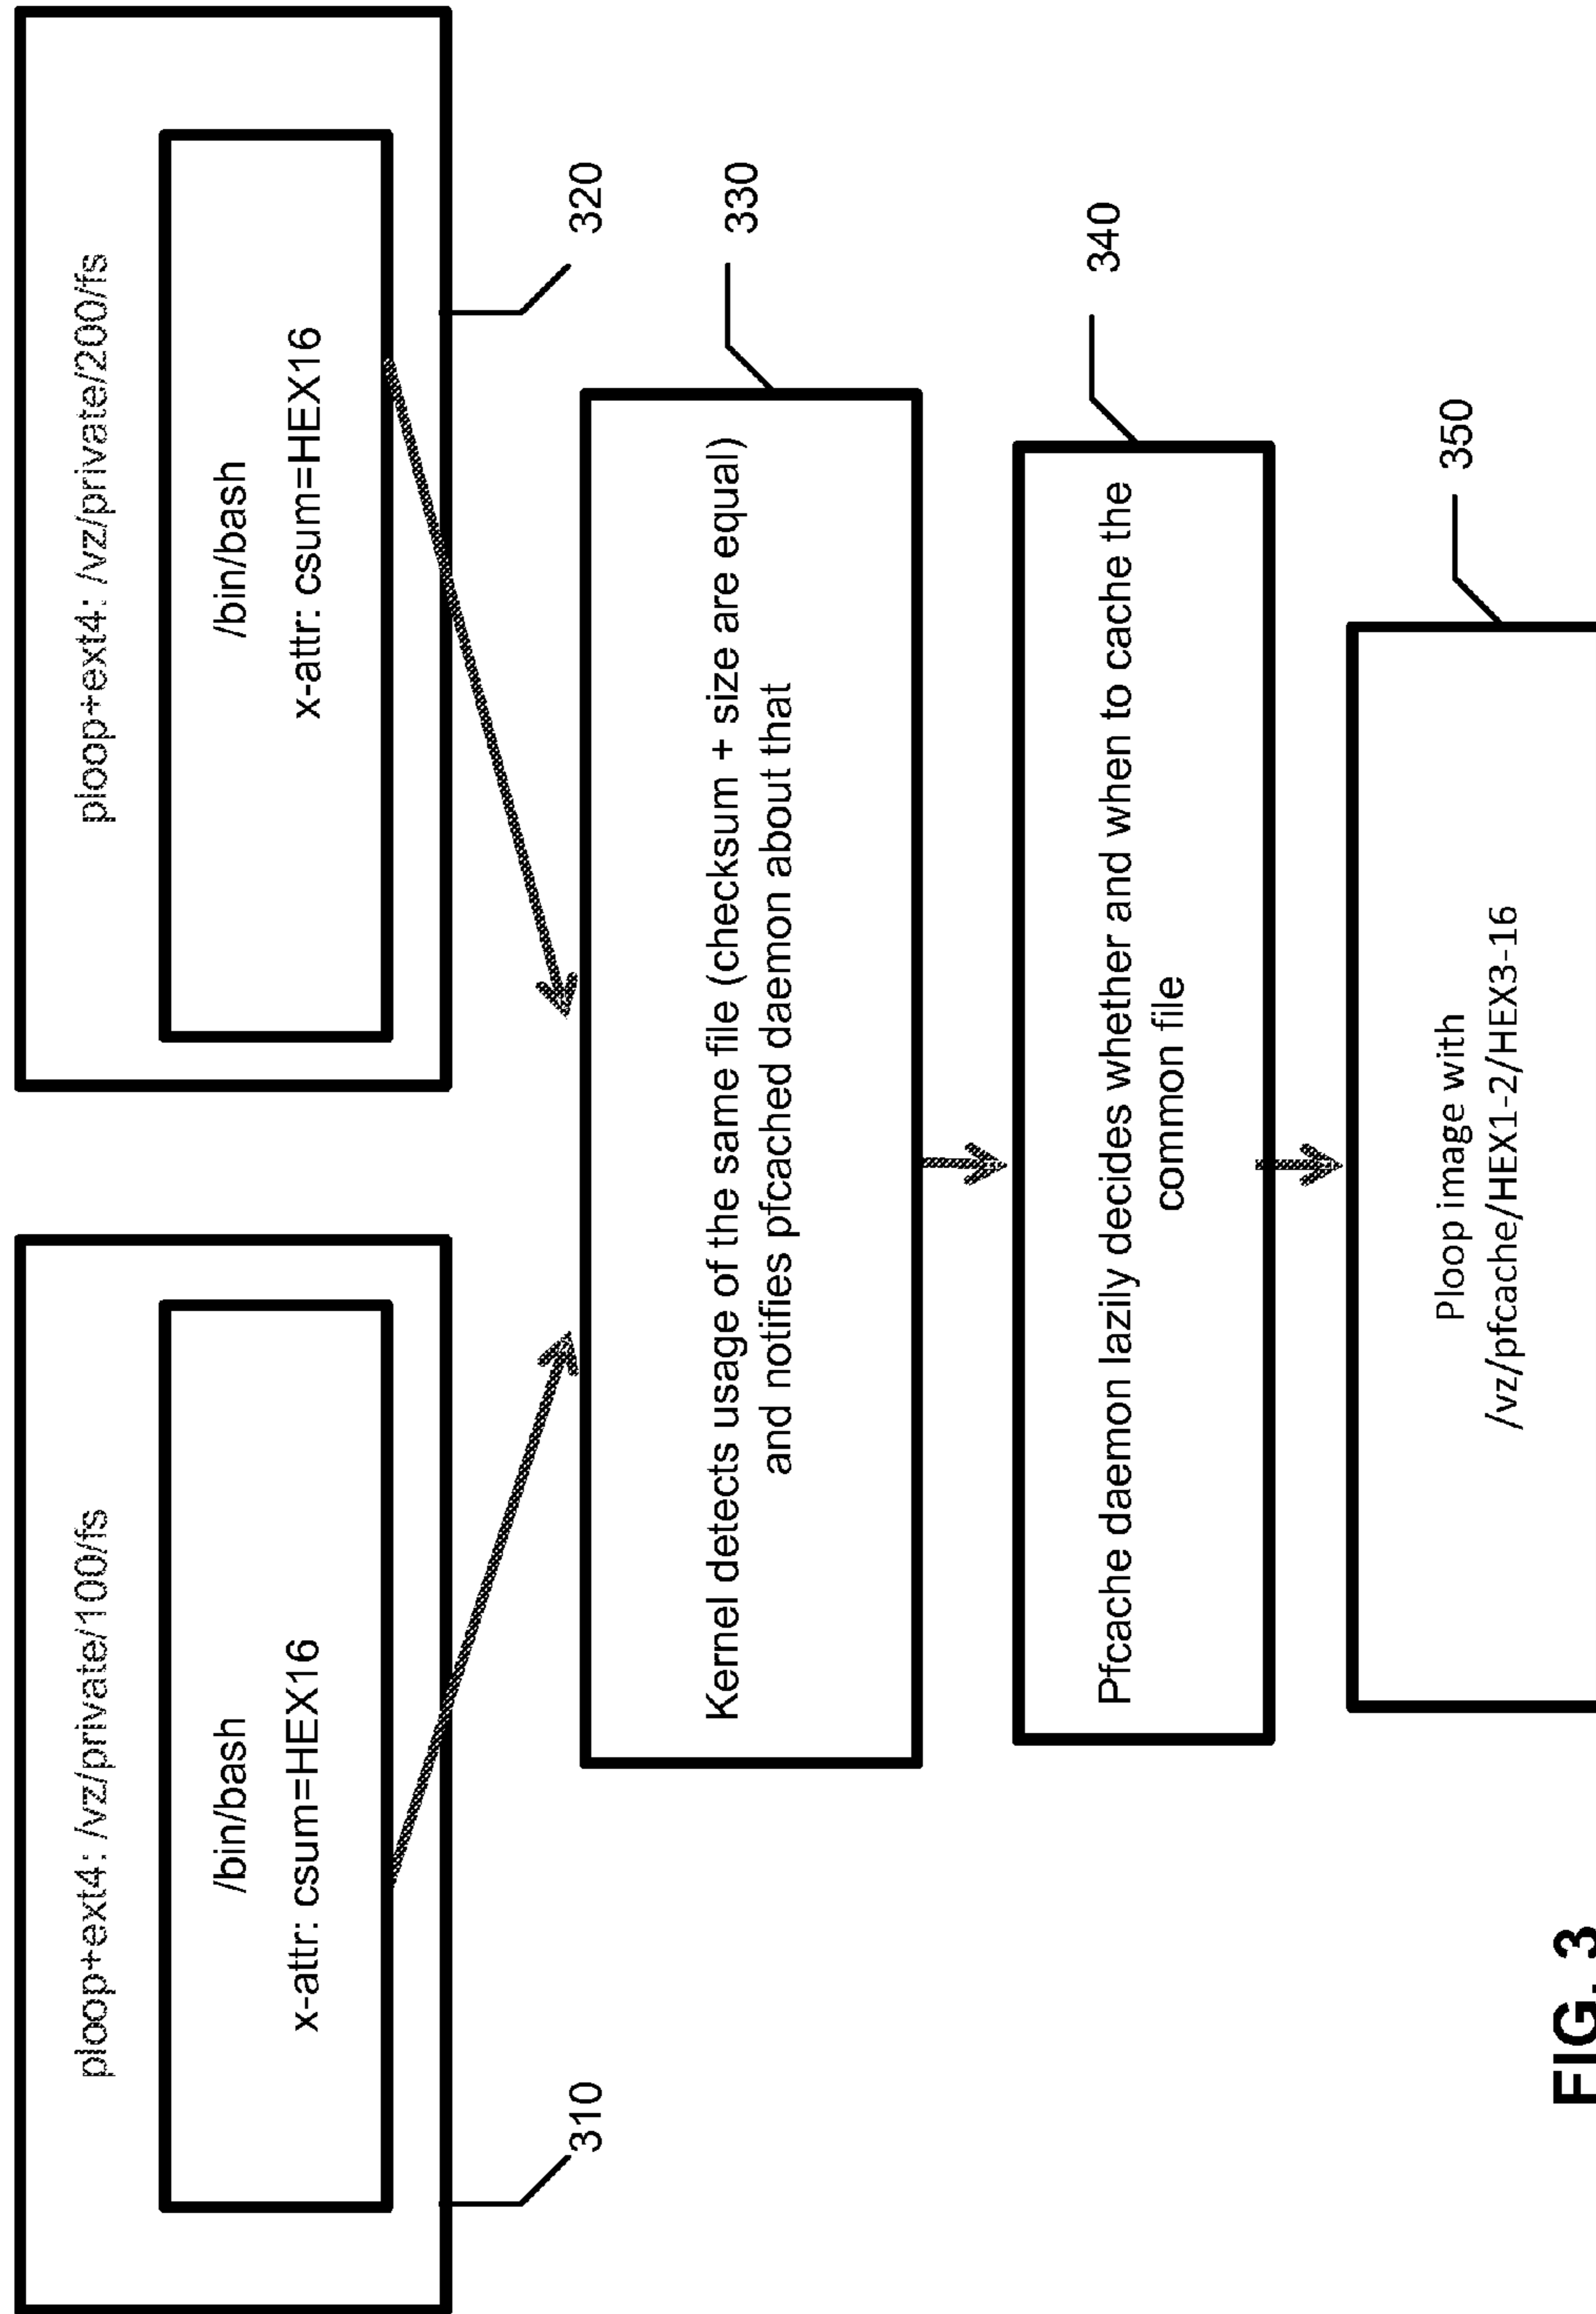 ploop+ext4: /vz/private/100/fs
/bin/bash
x-attr: csum=HEX16
310
ploop+ext4: /vz/private/200/fs
/bin/bash
x-attr: csum=HEX16
320
Kernel detects usage of the same file (checksum + size are equal)
and notifies pfcached daemon about that
330
Pfcache daemon lazily decides whether and when to cache the
common file
340
Ploop image with
/vz/pfcache/HEX1-2/HEX3-16
350
FIG. 3